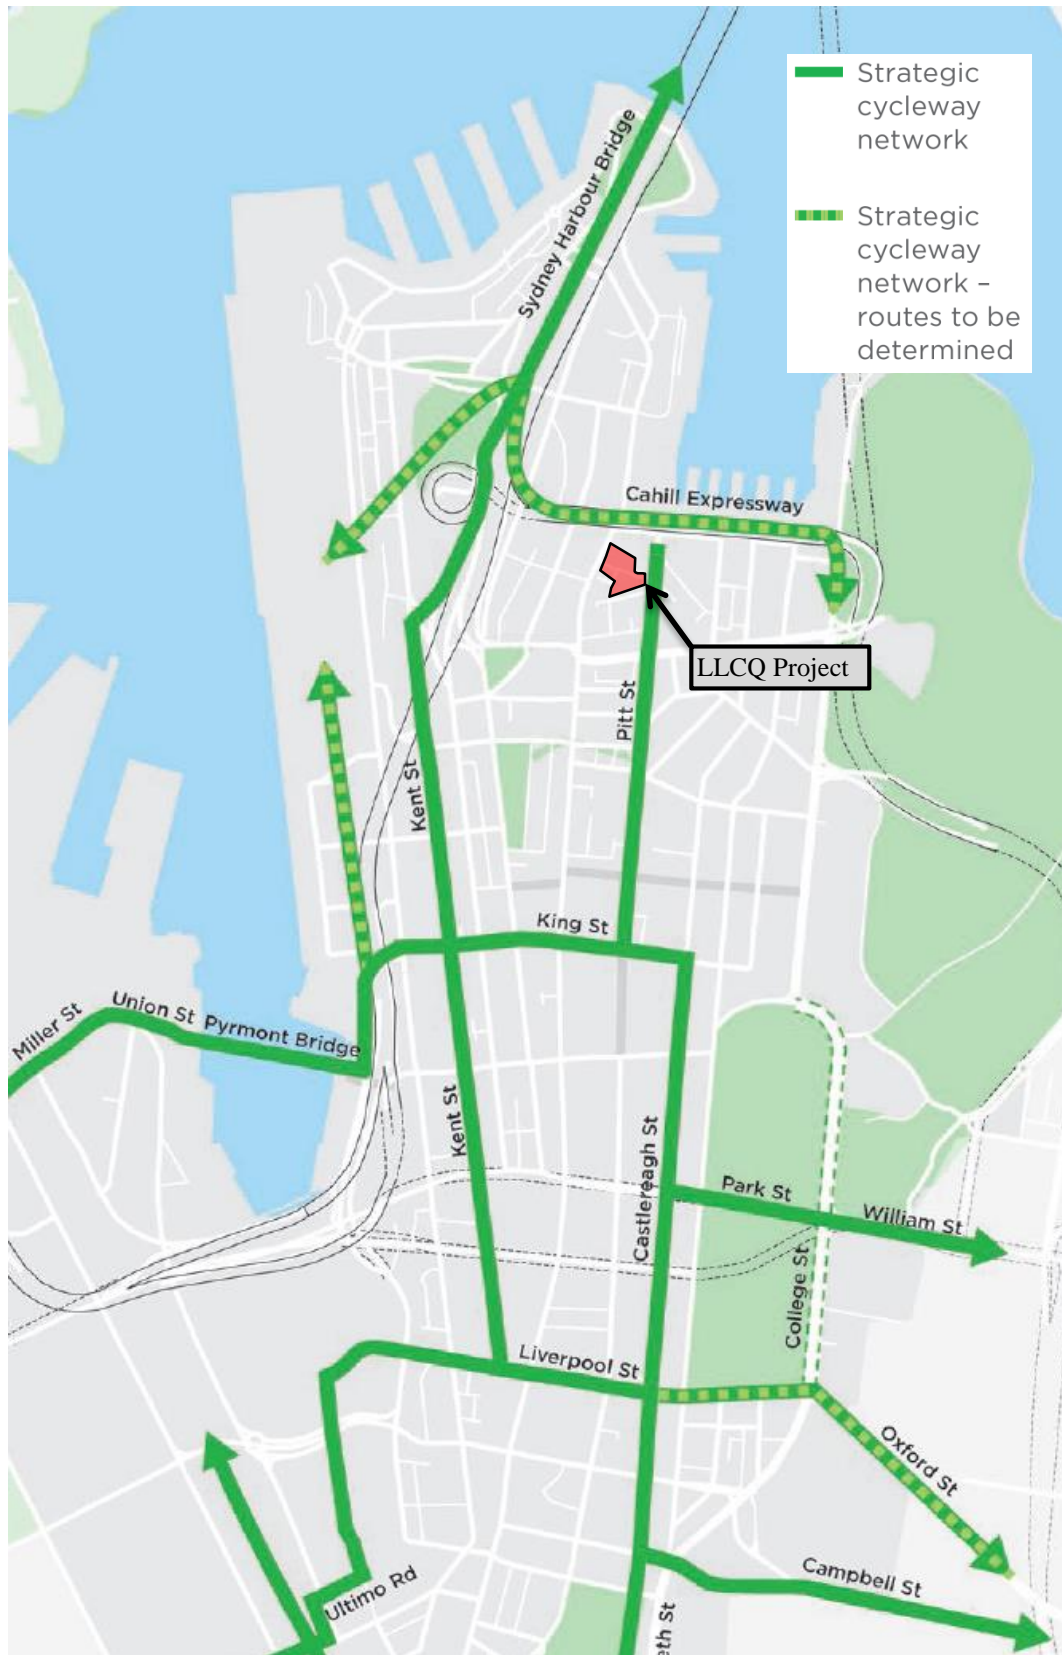 Strategic
cycleway
network
Strategic
cycleway
network –
routes to be
determined
Sydney Harbour Bridge
Cahill Expressway
LLCQ Project
Pitt St
Kent St
King St
Union St
Pyrmont Bridge
Miller St
Kent St
Castlereagh St
Park St
William St
College St
Liverpool St
Oxford St
Campbell St
Ultimo Rd
eth St